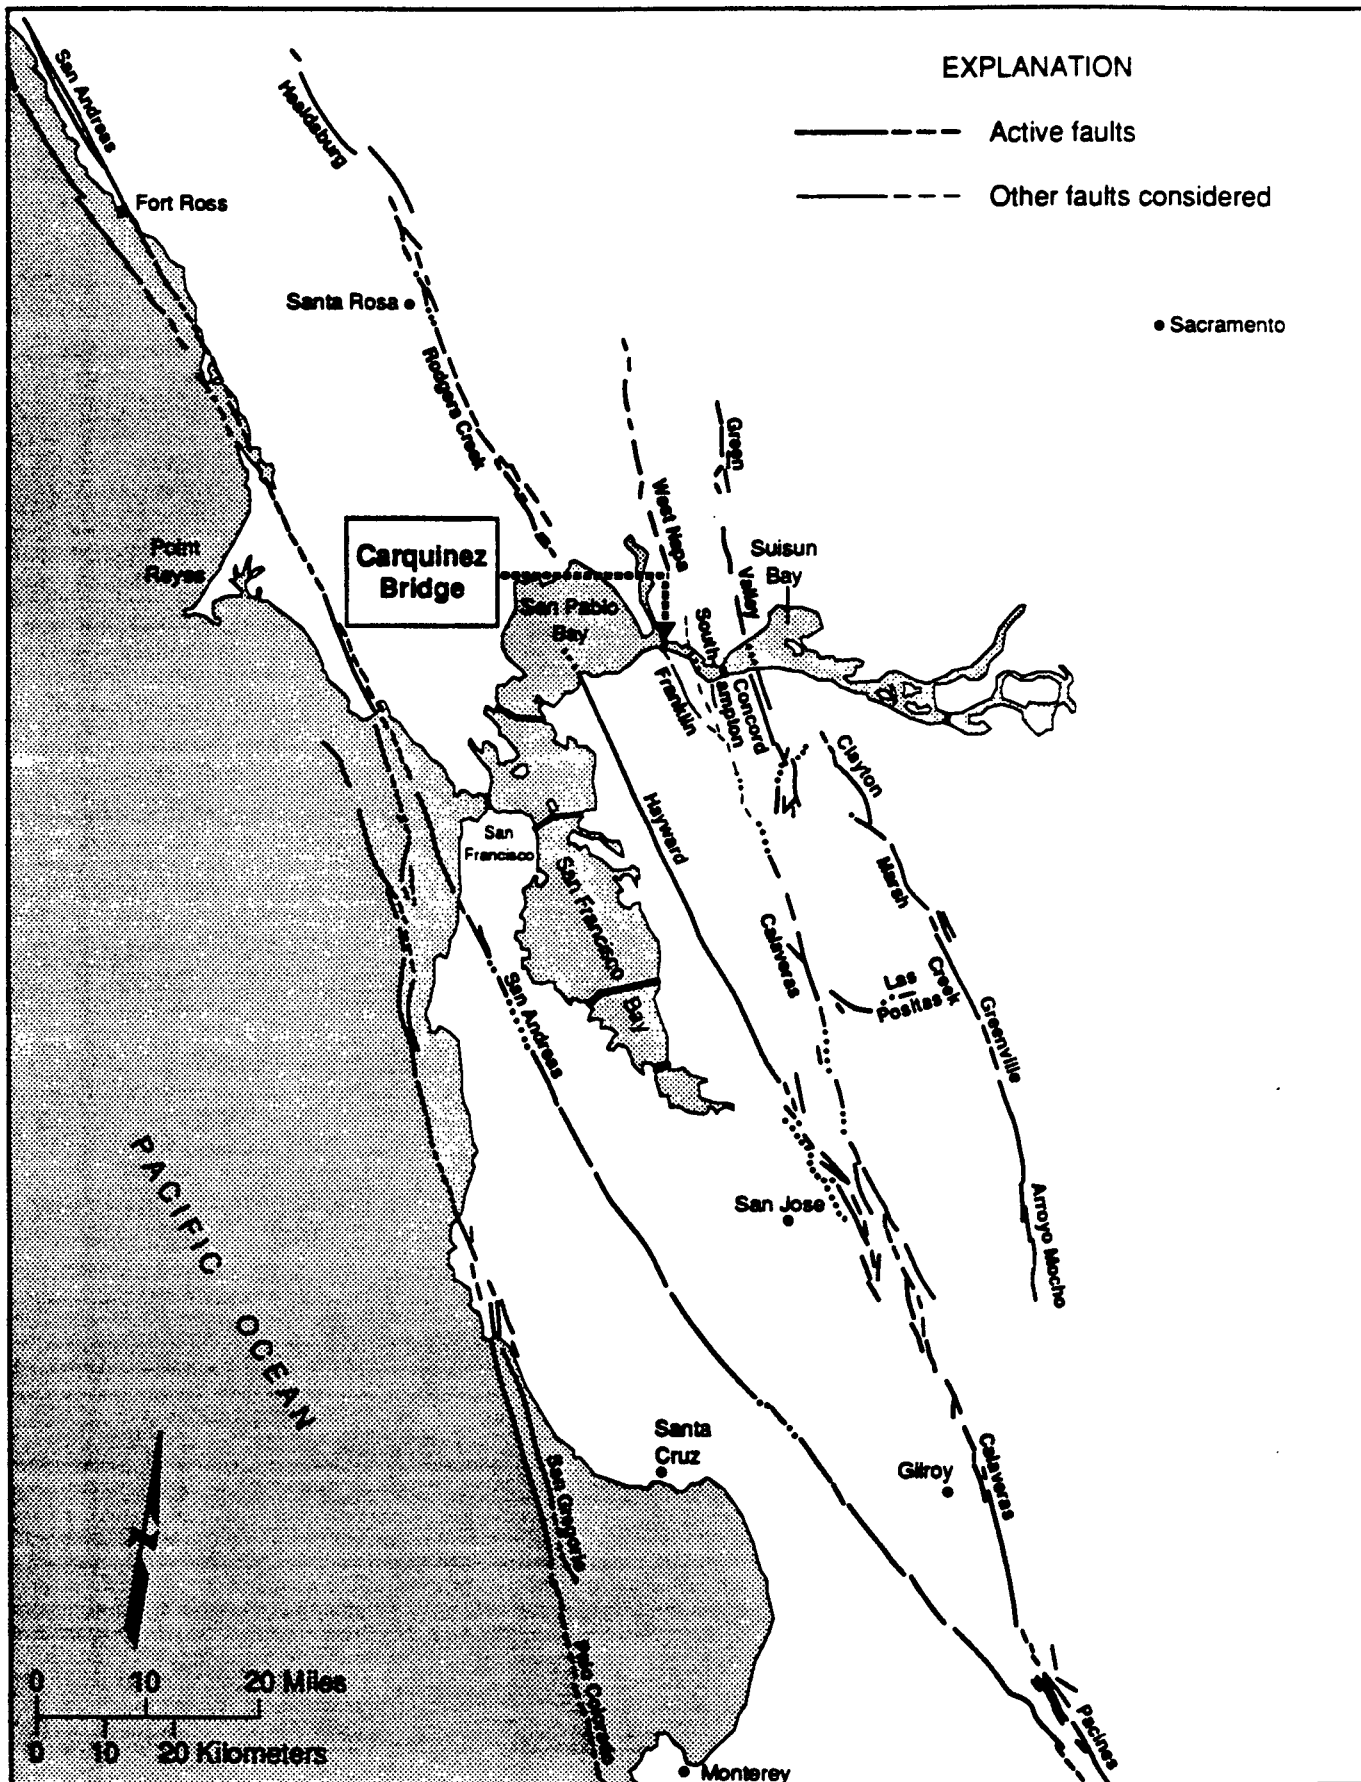 EXPLANATION
Active faults
Other faults considered
San Andreas
Healdsburg
Fort Ross
Santa Rosa
Sacramento
Rodgers Creek
Green
West Napa
Valley
Suisun
Bay
Point
Reyes
Carquinez
Bridge
San Pablo
Bay
South-
ampton
Franklin
Concord
Clayton
Hayward
San
Francisco
San Francisco
Bay
Marsh
Creek
Calaveras
Las
Positas
Greenville
San Andreas
Arroyo Mocho
San Jose
PACIFIC
OCEAN
Santa
Cruz
Gilroy
Calaveras
San Gregorio
Palo Colorado
Pacines
Monterey
0 10 20 Miles
0 10 20 Kilometers